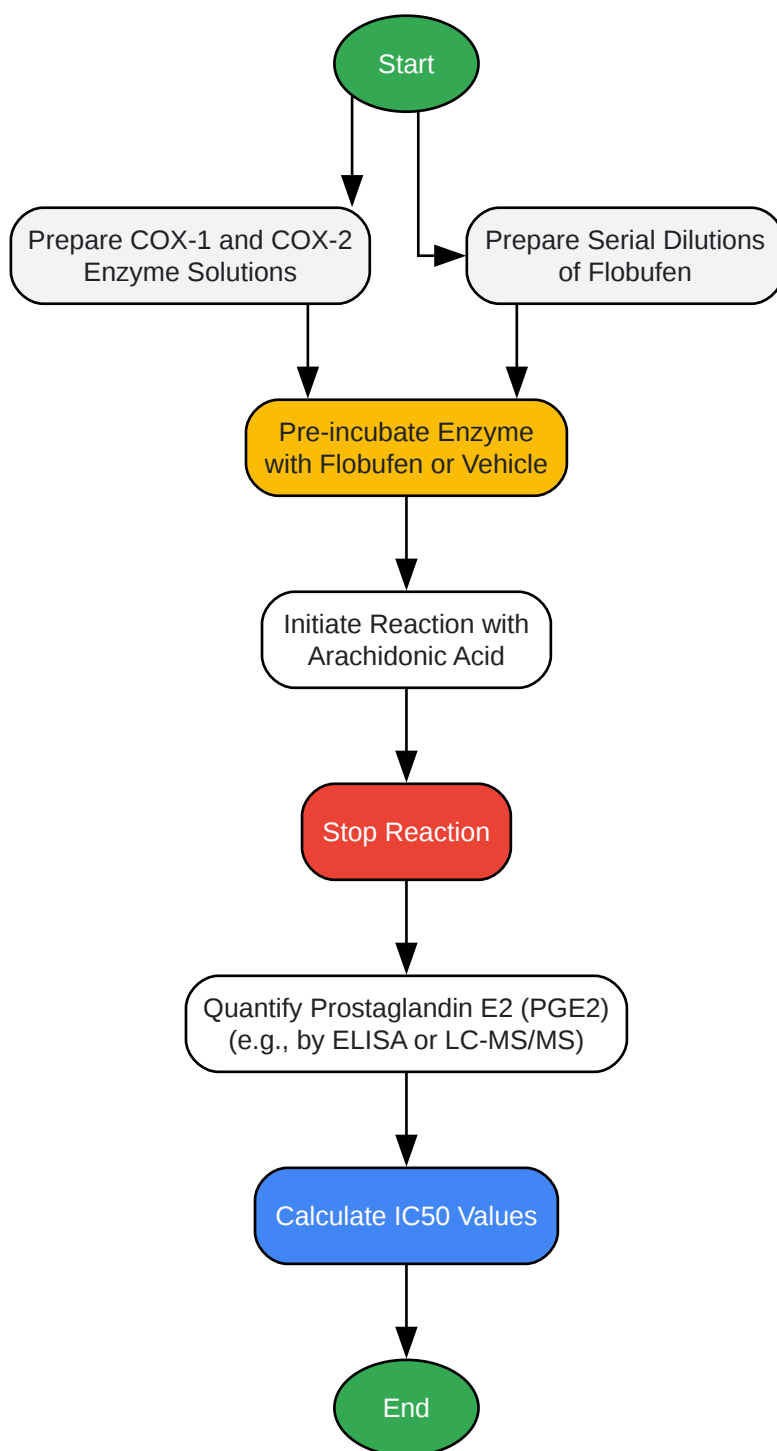 Start
Prepare COX-1 and COX-2
Enzyme Solutions
Prepare Serial Dilutions
of Flobufen
Pre-incubate Enzyme
with Flobufen or Vehicle
Initiate Reaction with
Arachidonic Acid
Stop Reaction
Quantify Prostaglandin E2 (PGE2)
(e.g., by ELISA or LC-MS/MS)
Calculate IC50 Values
End